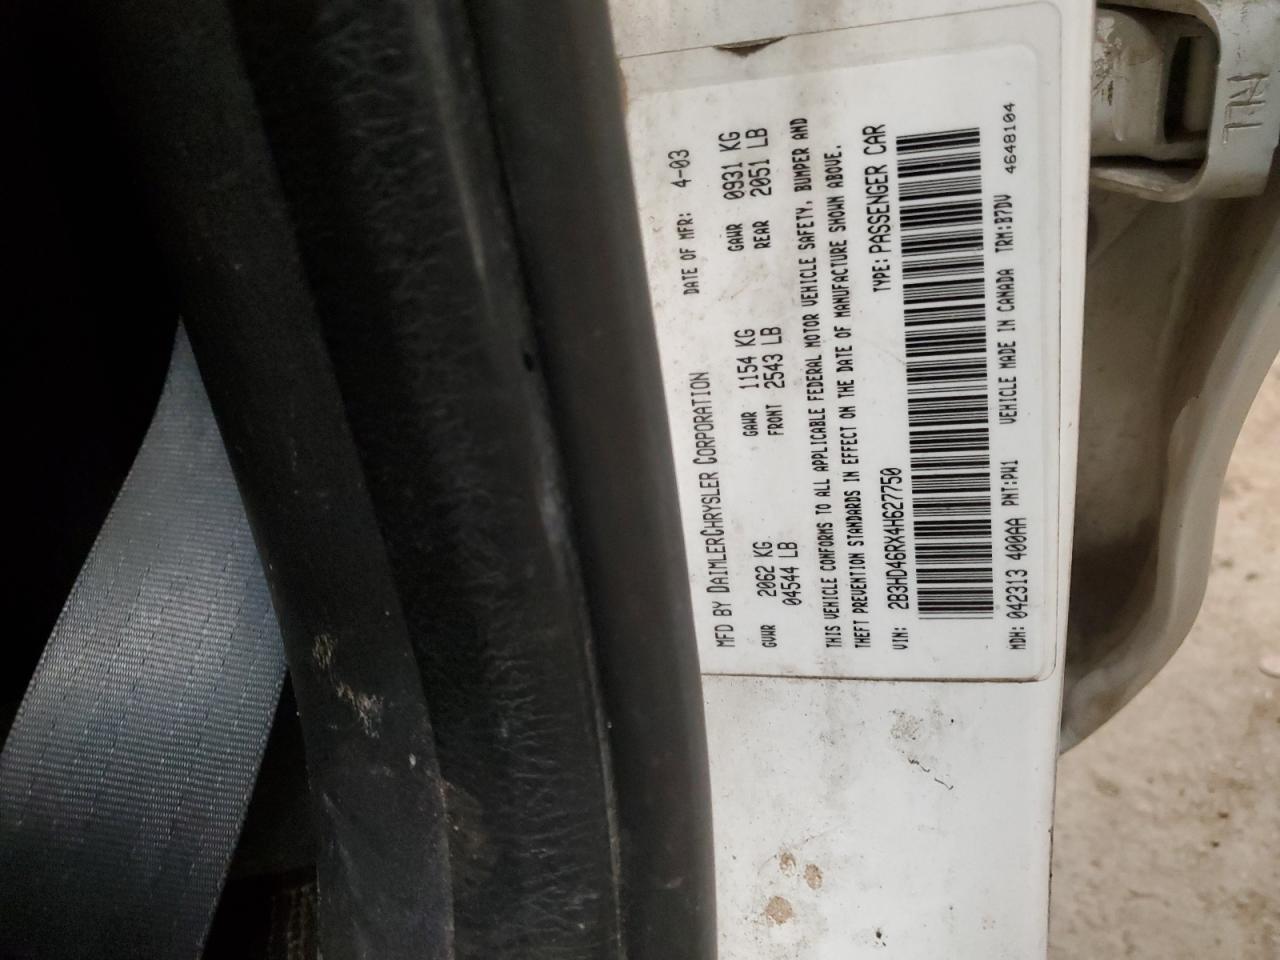 MFD BY DAIMLERCHRYSLER CORPORATION DATE OF MFR: 4-03
GVWR 2062 KG GAWR 1154 KG GAWR 0931 KG
04544 LB FRONT 2543 LB REAR 2051 LB
THIS VEHICLE CONFORMS TO ALL APPLICABLE FEDERAL MOTOR VEHICLE SAFETY, BUMPER AND
THEFT PREVENTION STANDARDS IN EFFECT ON THE DATE OF MANUFACTURE SHOWN ABOVE.
VIN: 2B3HD46RX4H627750 TYPE: PASSENGER CAR
MDH: 042313 400AA PNT:PW1 VEHICLE MADE IN CANADA TRM:B7DV 4648104